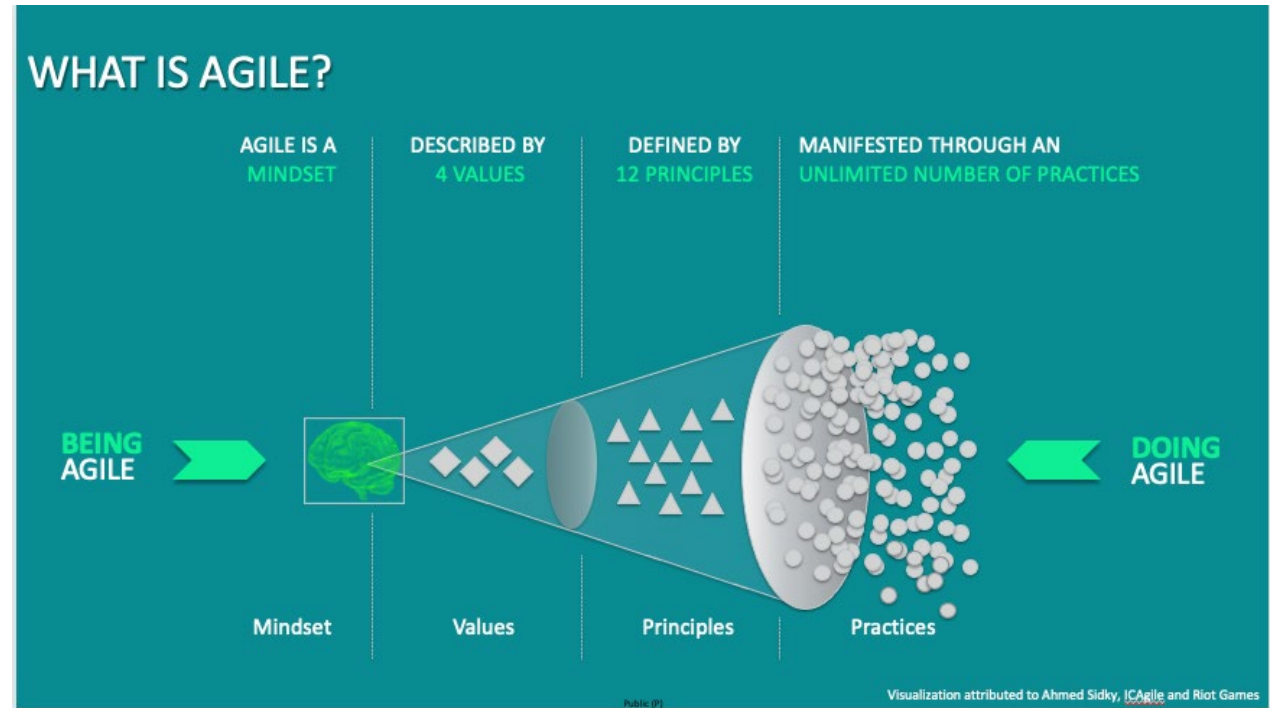 WHAT IS AGILE?
AGILE IS A
MINDSET
DESCRIBED BY
4 VALUES
DEFINED BY
12 PRINCIPLES
MANIFESTED THROUGH AN
UNLIMITED NUMBER OF PRACTICES
BEING
AGILE
DOING
AGILE
Mindset
Values
Principles
Practices
Visualization attributed to Ahmed Sidky, ICAgile and Riot Games
Public (P)